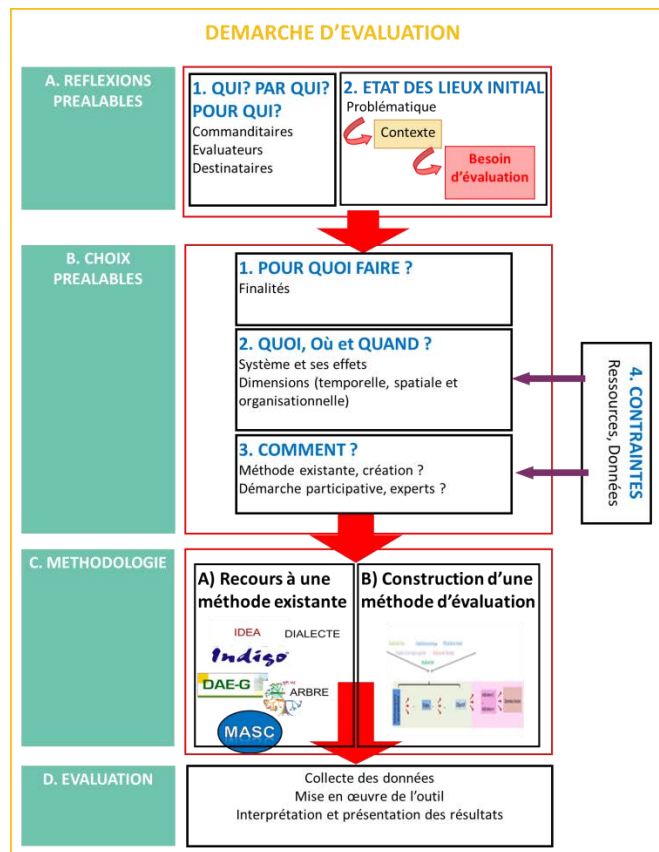 DEMARCHE D'EVALUATION
A. REFLEXIONS
PREALABLES
1. QUI? PAR QUI?
POUR QUI?
Commanditaires
Evaluateurs
Destinataires
2. ETAT DES LIEUX INITIAL
Problématique
Contexte
Besoin
d'évaluation
B. CHOIX
PREALABLES
1. POUR QUOI FAIRE ?
Finalités
2. QUOI, Où et QUAND ?
Système et ses effets
Dimensions (temporelle, spatiale et
organisationnelle)
3. COMMENT ?
Méthode existante, création ?
Démarche participative, experts ?
4. CONTRAINTES
Ressources, Données
C. METHODOLOGIE
A) Recours à une
méthode existante
IDEA
DIALECTE
Indigo
DAE-G
ARBRE
MASC
B) Construction d'une
méthode d'évaluation
D. EVALUATION
Collecte des données
Mise en œuvre de l'outil
Interprétation et présentation des résultats